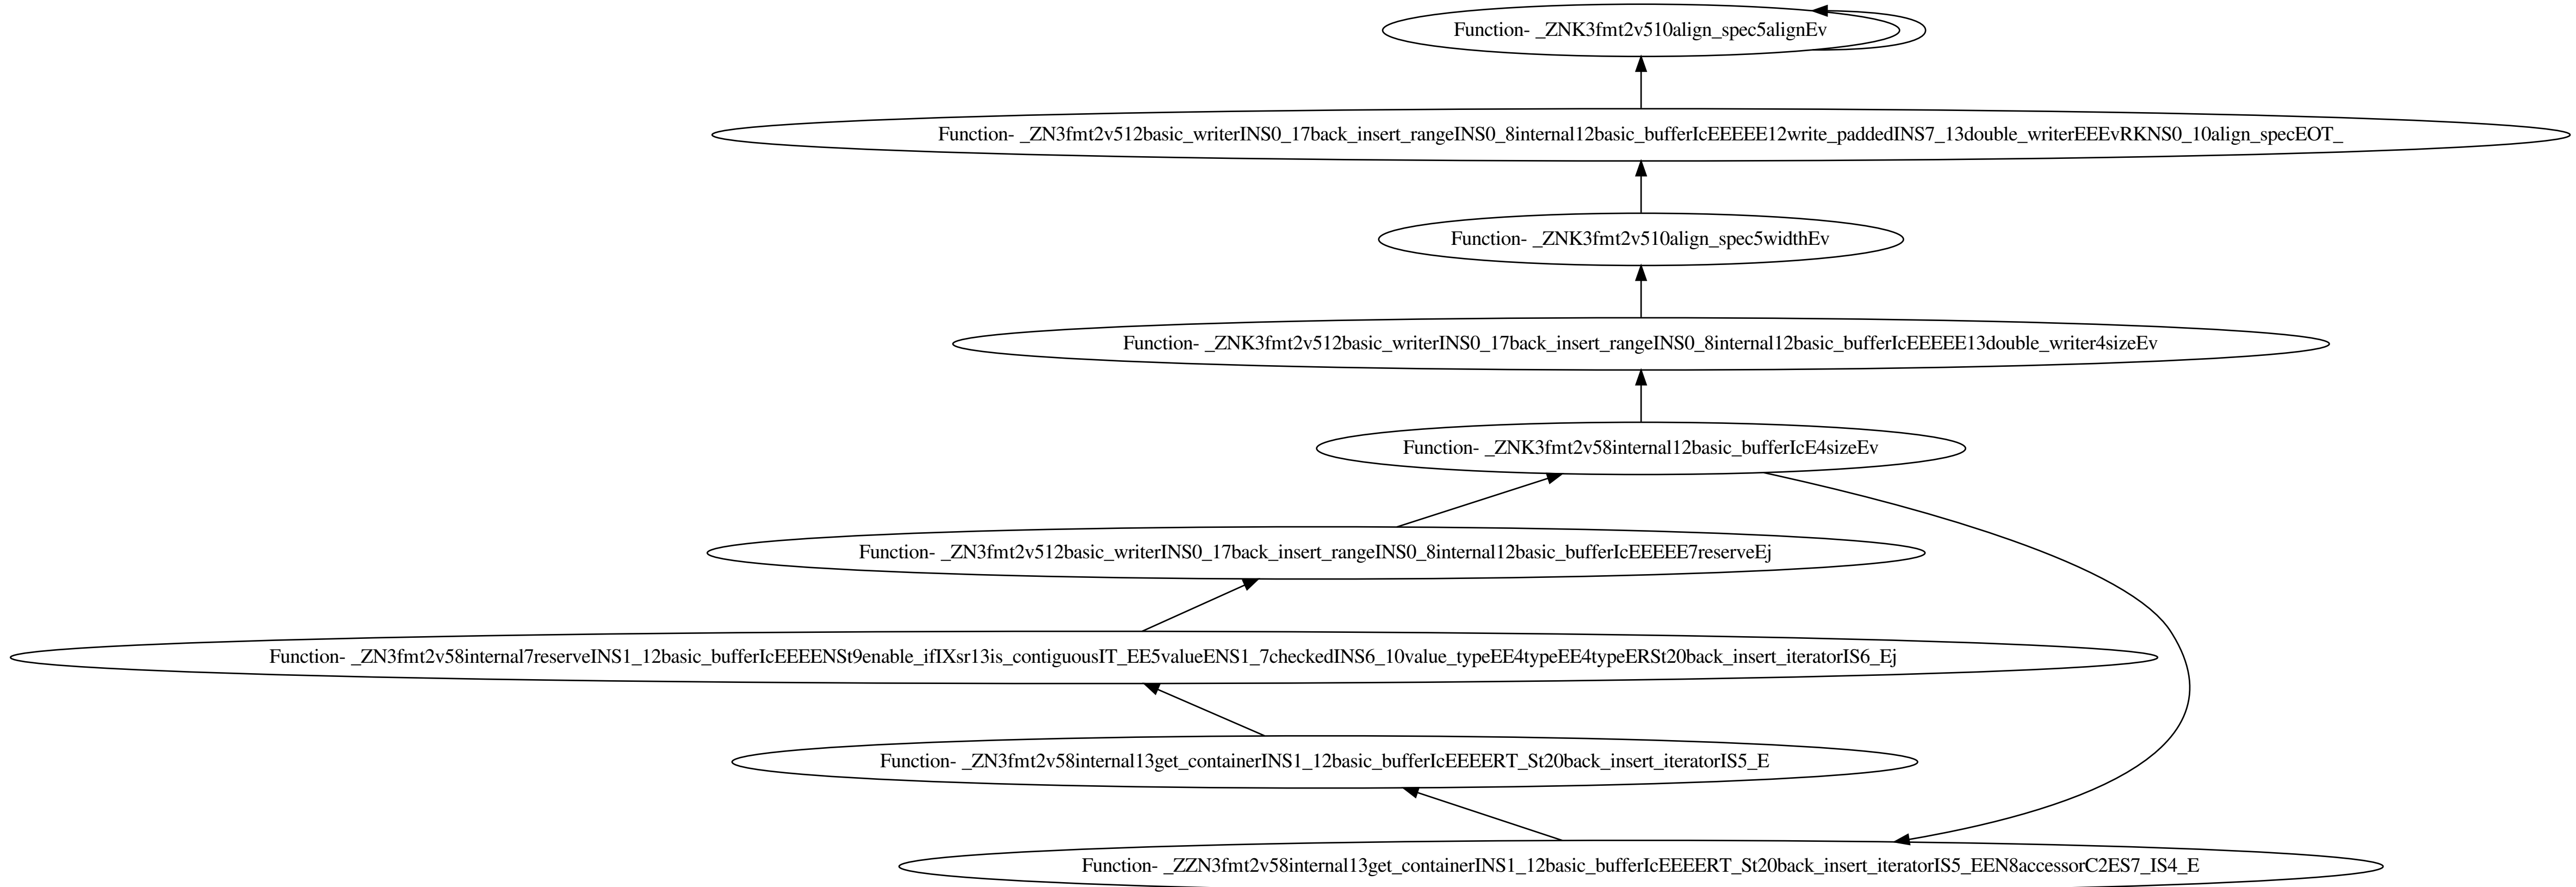 Function- _ZNK3fmt2v510align_spec5alignEv
Function- _ZN3fmt2v512basic_writerINS0_17back_insert_rangeINS0_8internal12basic_bufferIcEEEEE12write_paddedINS7_13double_writerEEEvRKNS0_10align_specEOT_
Function- _ZNK3fmt2v510align_spec5widthEv
Function- _ZNK3fmt2v512basic_writerINS0_17back_insert_rangeINS0_8internal12basic_bufferIcEEEEE13double_writer4sizeEv
Function- _ZNK3fmt2v58internal12basic_bufferIcE4sizeEv
Function- _ZN3fmt2v512basic_writerINS0_17back_insert_rangeINS0_8internal12basic_bufferIcEEEEE7reserveEj
Function- _ZN3fmt2v58internal7reserveINS1_12basic_bufferIcEEEENSt9enable_ifIXsr13is_contiguousIT_EE5valueENS1_7checkedINS6_10value_typeEE4typeEE4typeERSt20back_insert_iteratorIS6_Ej
Function- _ZN3fmt2v58internal13get_containerINS1_12basic_bufferIcEEEERT_St20back_insert_iteratorIS5_E
Function- _ZZN3fmt2v58internal13get_containerINS1_12basic_bufferIcEEEERT_St20back_insert_iteratorIS5_EEN8accessorC2ES7_IS4_E